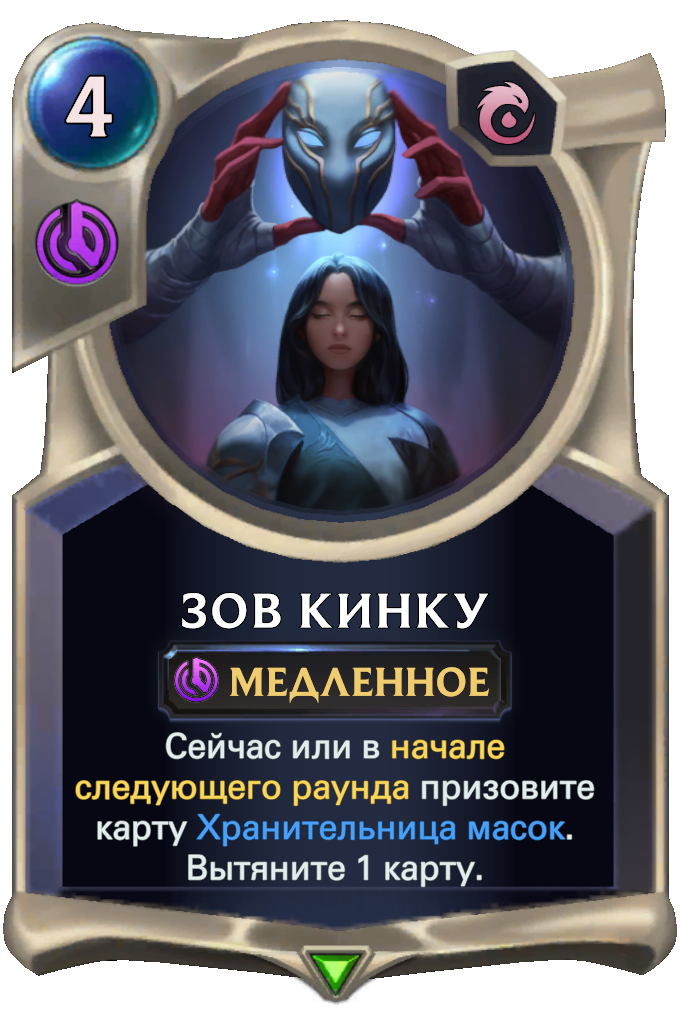 4
ЗОВ КИНКУ
МЕДЛЕННОЕ
Сейчас или в начале
следующего раунда призовите
карту Хранительница масок.
Вытяните 1 карту.